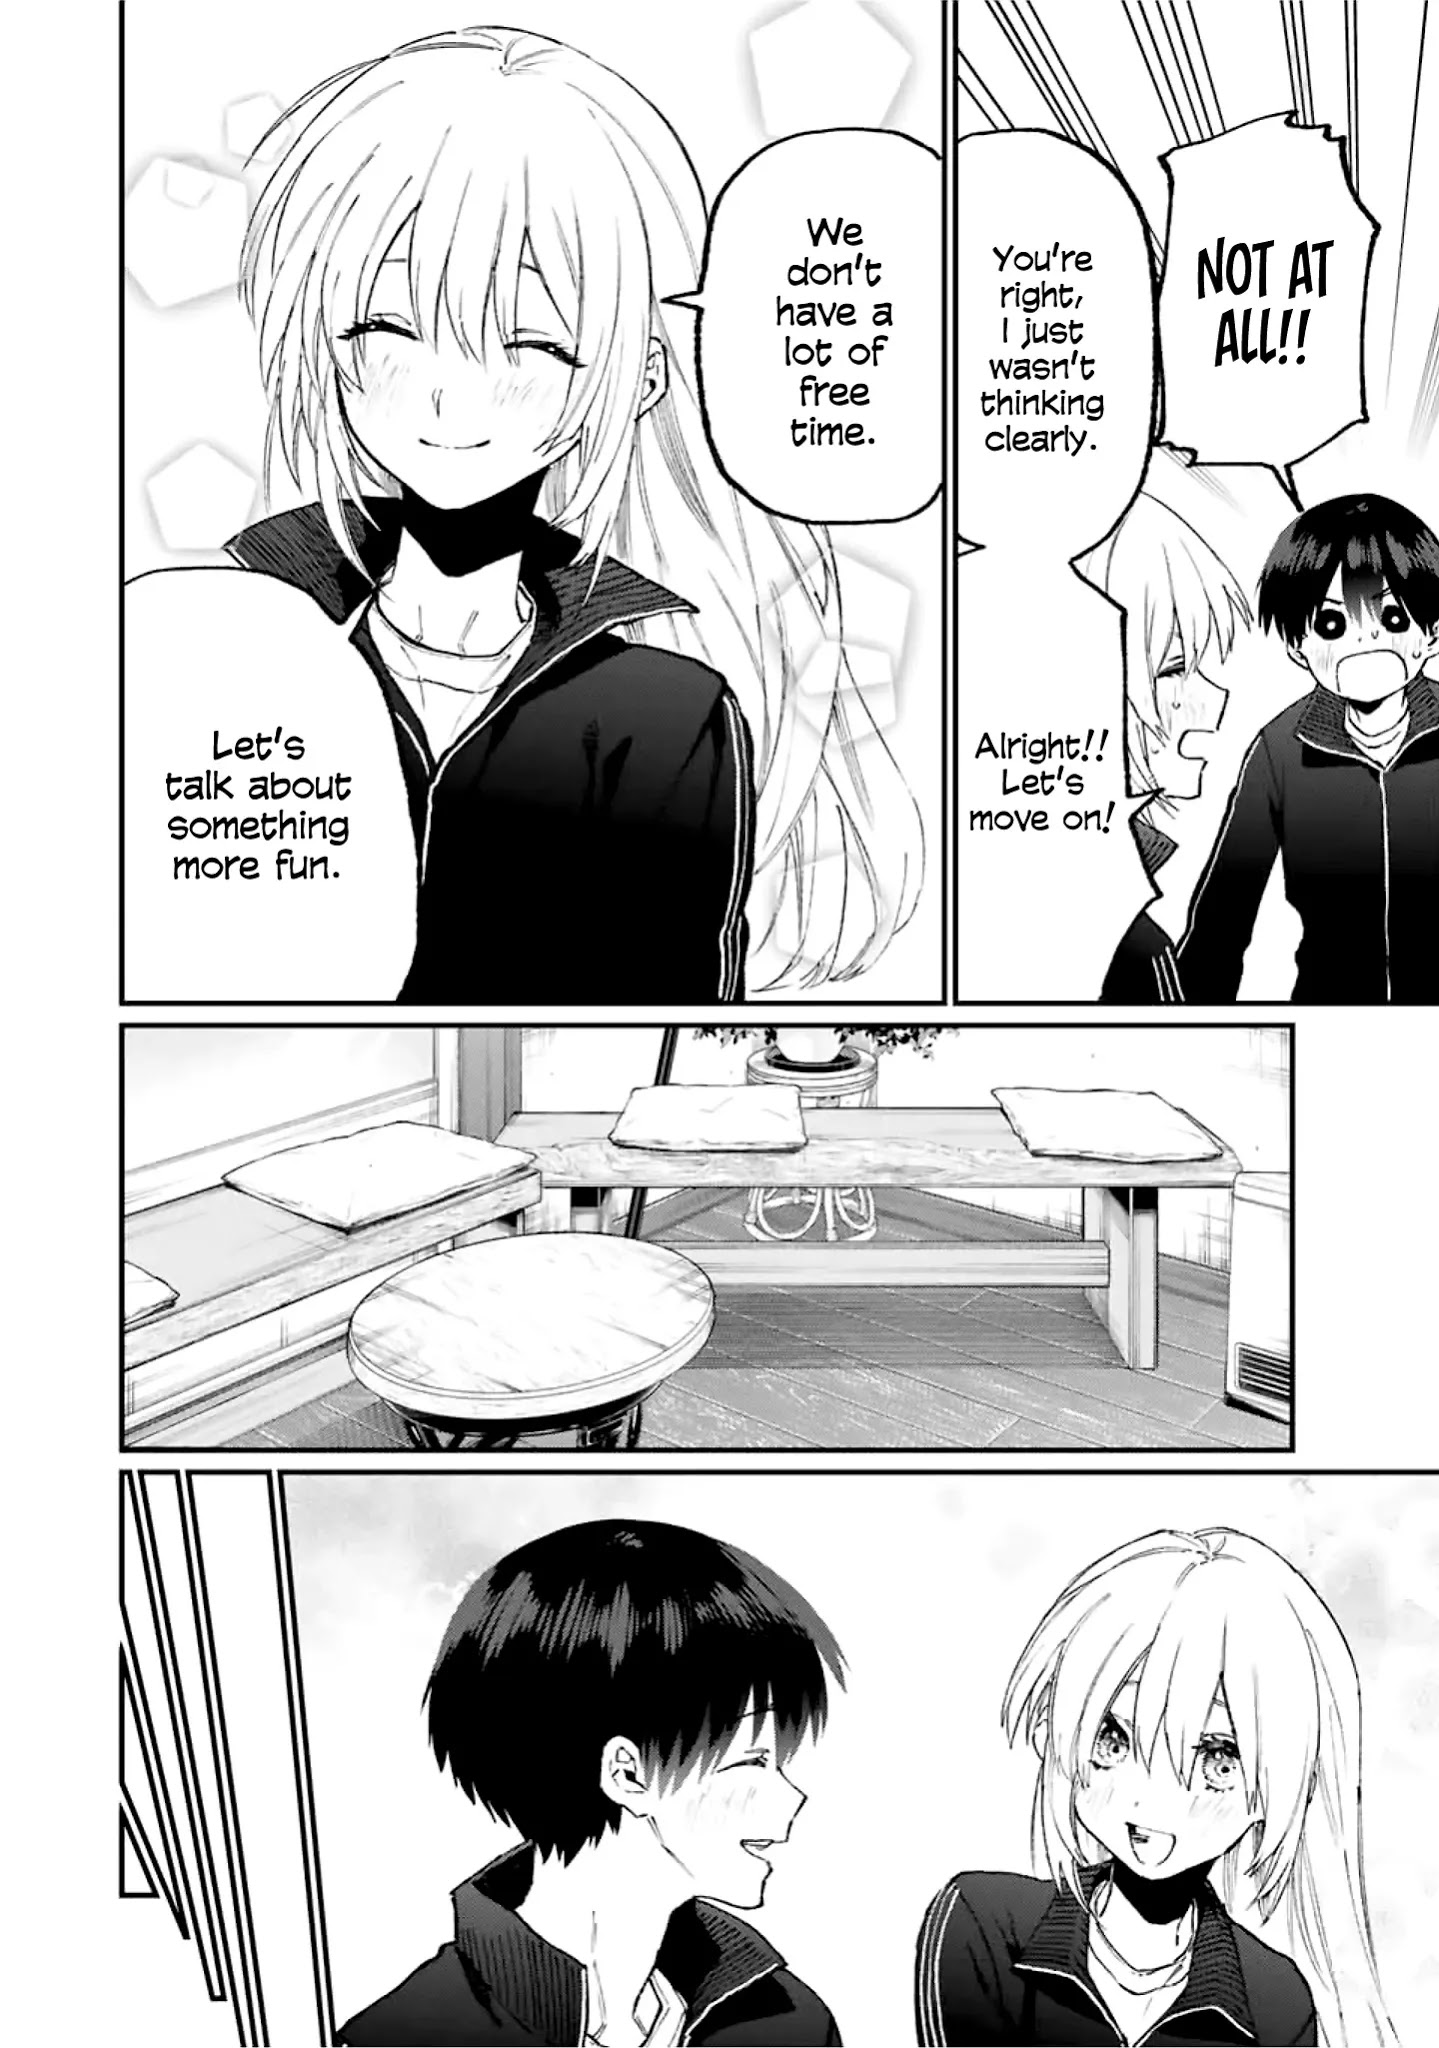 NOT AT
ALL!!
You're
right,
I just
wasn't
thinking
clearly.
Alright!!
Let's
move on!
We
don't
have a
lot of
free
time.
Let's
talk about
something
more fun.